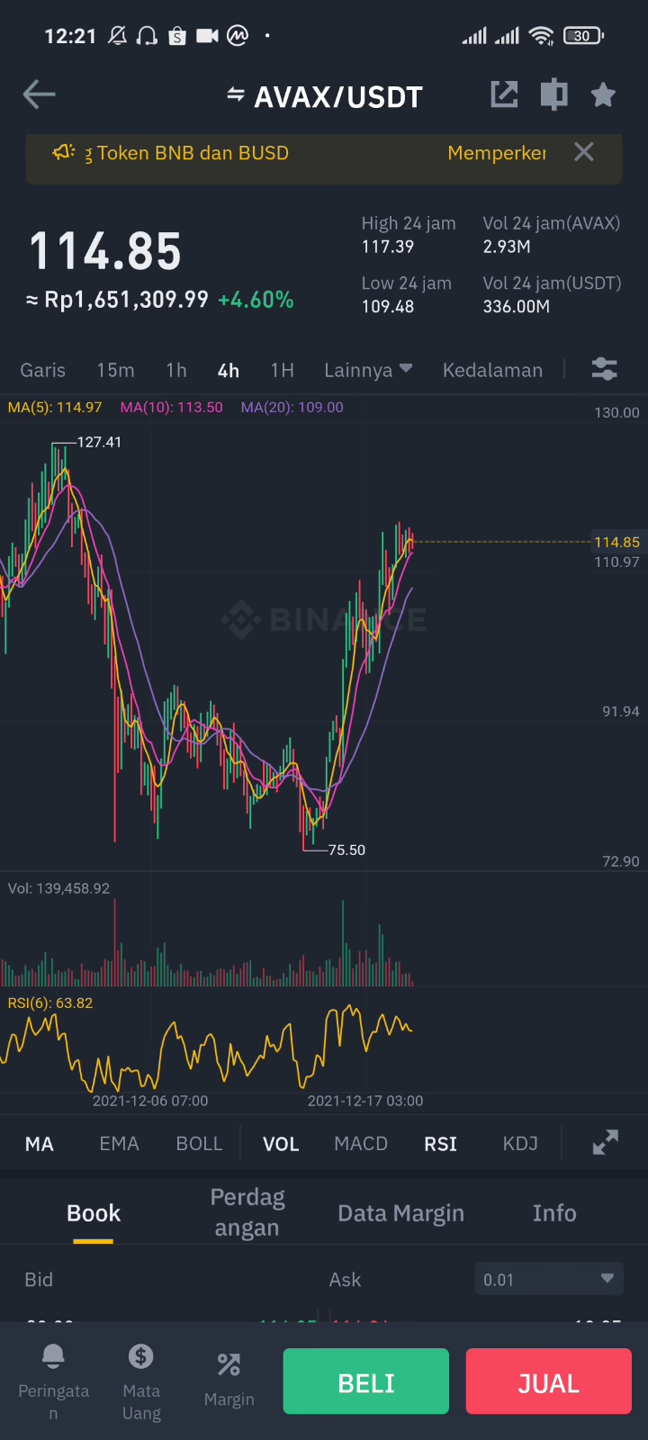 12:21
30
AVAX/USDT
g Token BNB dan BUSD Memperker
114.85
≈ Rp1,651,309.99 +4.60%
High 24 jam
117.39
Vol 24 jam(AVAX)
2.93M
Low 24 jam
109.48
Vol 24 jam(USDT)
336.00M
Garis 15m 1h 4h 1H Lainnya Kedalaman
MA(5): 114.97 MA(10): 113.50 MA(20): 109.00
130.00
127.41
114.85
110.97
BINANCE
91.94
75.50
72.90
Vol: 139,458.92
RSI(6): 63.82
2021-12-06 07:00 2021-12-17 03:00
MA EMA BOLL VOL MACD RSI KDJ
Book
Perdag
angan
Data Margin
Info
Bid Ask 0.01
Peringata
n
Mata
Uang
Margin
BELI
JUAL